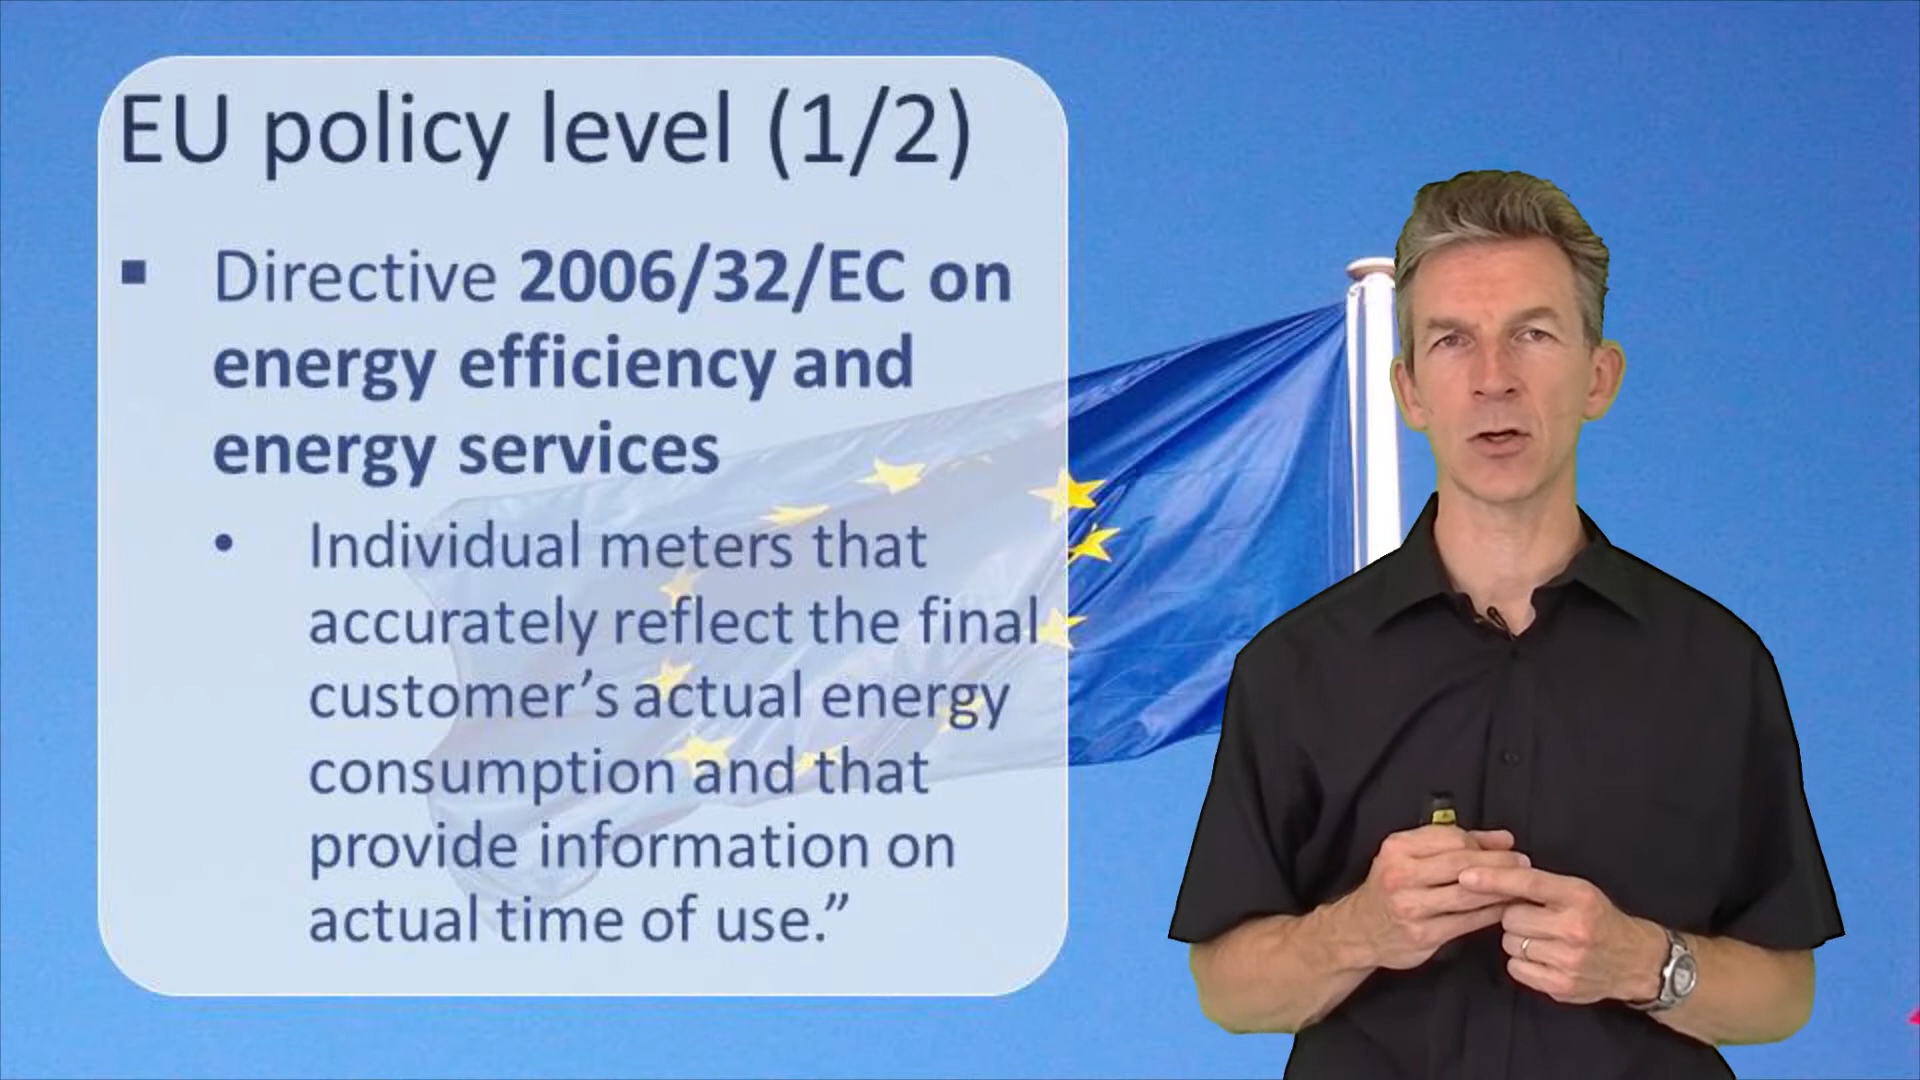 EU policy level (1/2)
▪ Directive 2006/32/EC on
energy efficiency and
energy services
• Individual meters that
accurately reflect the final
customer’s actual energy
consumption and that
provide information on
actual time of use.”